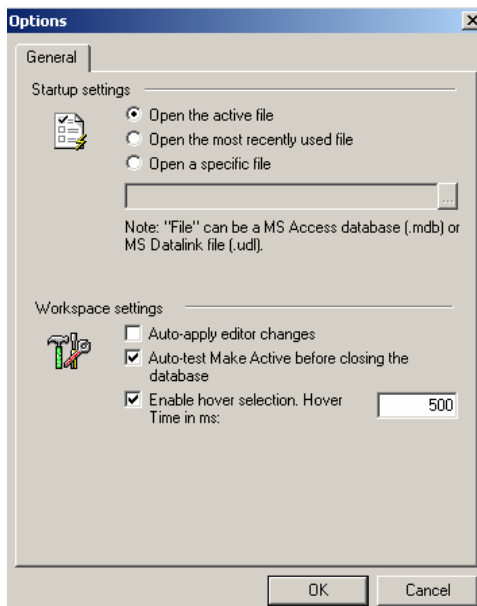 Options
General
Startup settings
Open the active file
Open the most recently used file
Open a specific file
...
Note: "File" can be a MS Access database (.mdb) or
MS Datalink file (.udl).
Workspace settings
Auto-apply editor changes
Auto-test Make Active before closing the
database
Enable hover selection. Hover
Time in ms:
500
OK
Cancel